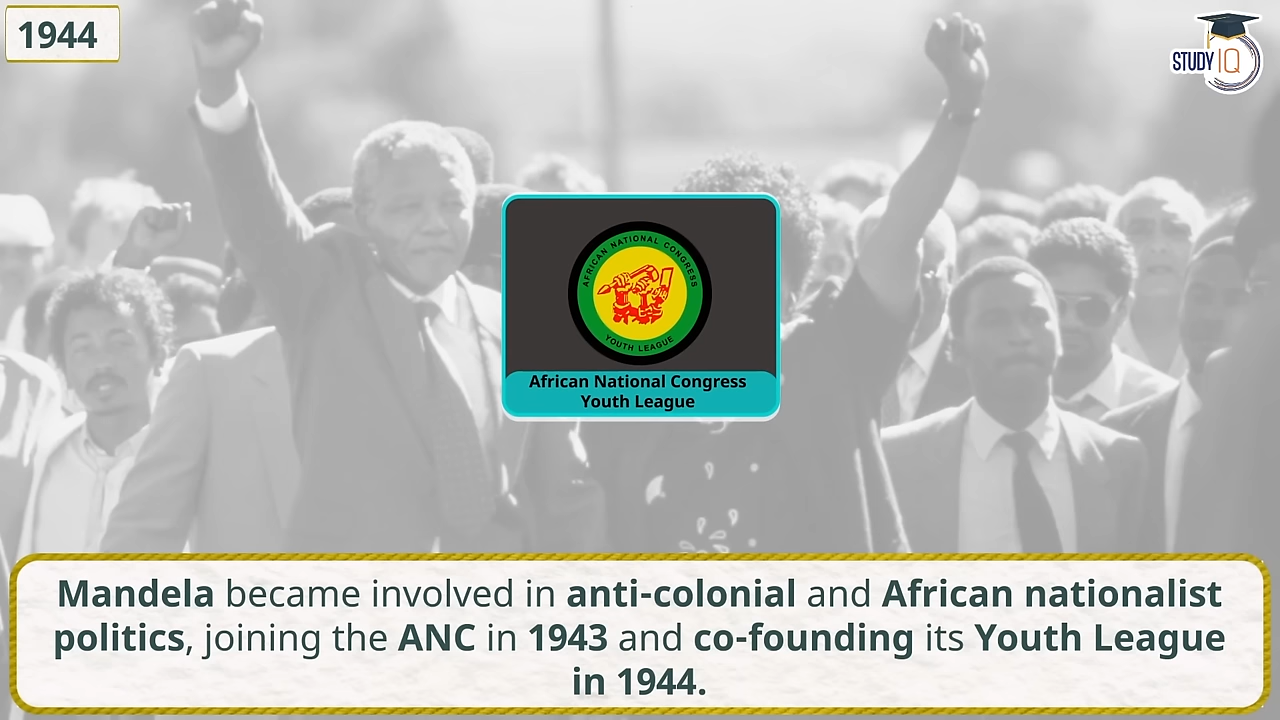 1944
STUDY IQ
AFRICAN NATIONAL CONGRESS
YOUTH LEAGUE
African National Congress
Youth League
Mandela became involved in anti-colonial and African nationalist
politics, joining the ANC in 1943 and co-founding its Youth League
in 1944.